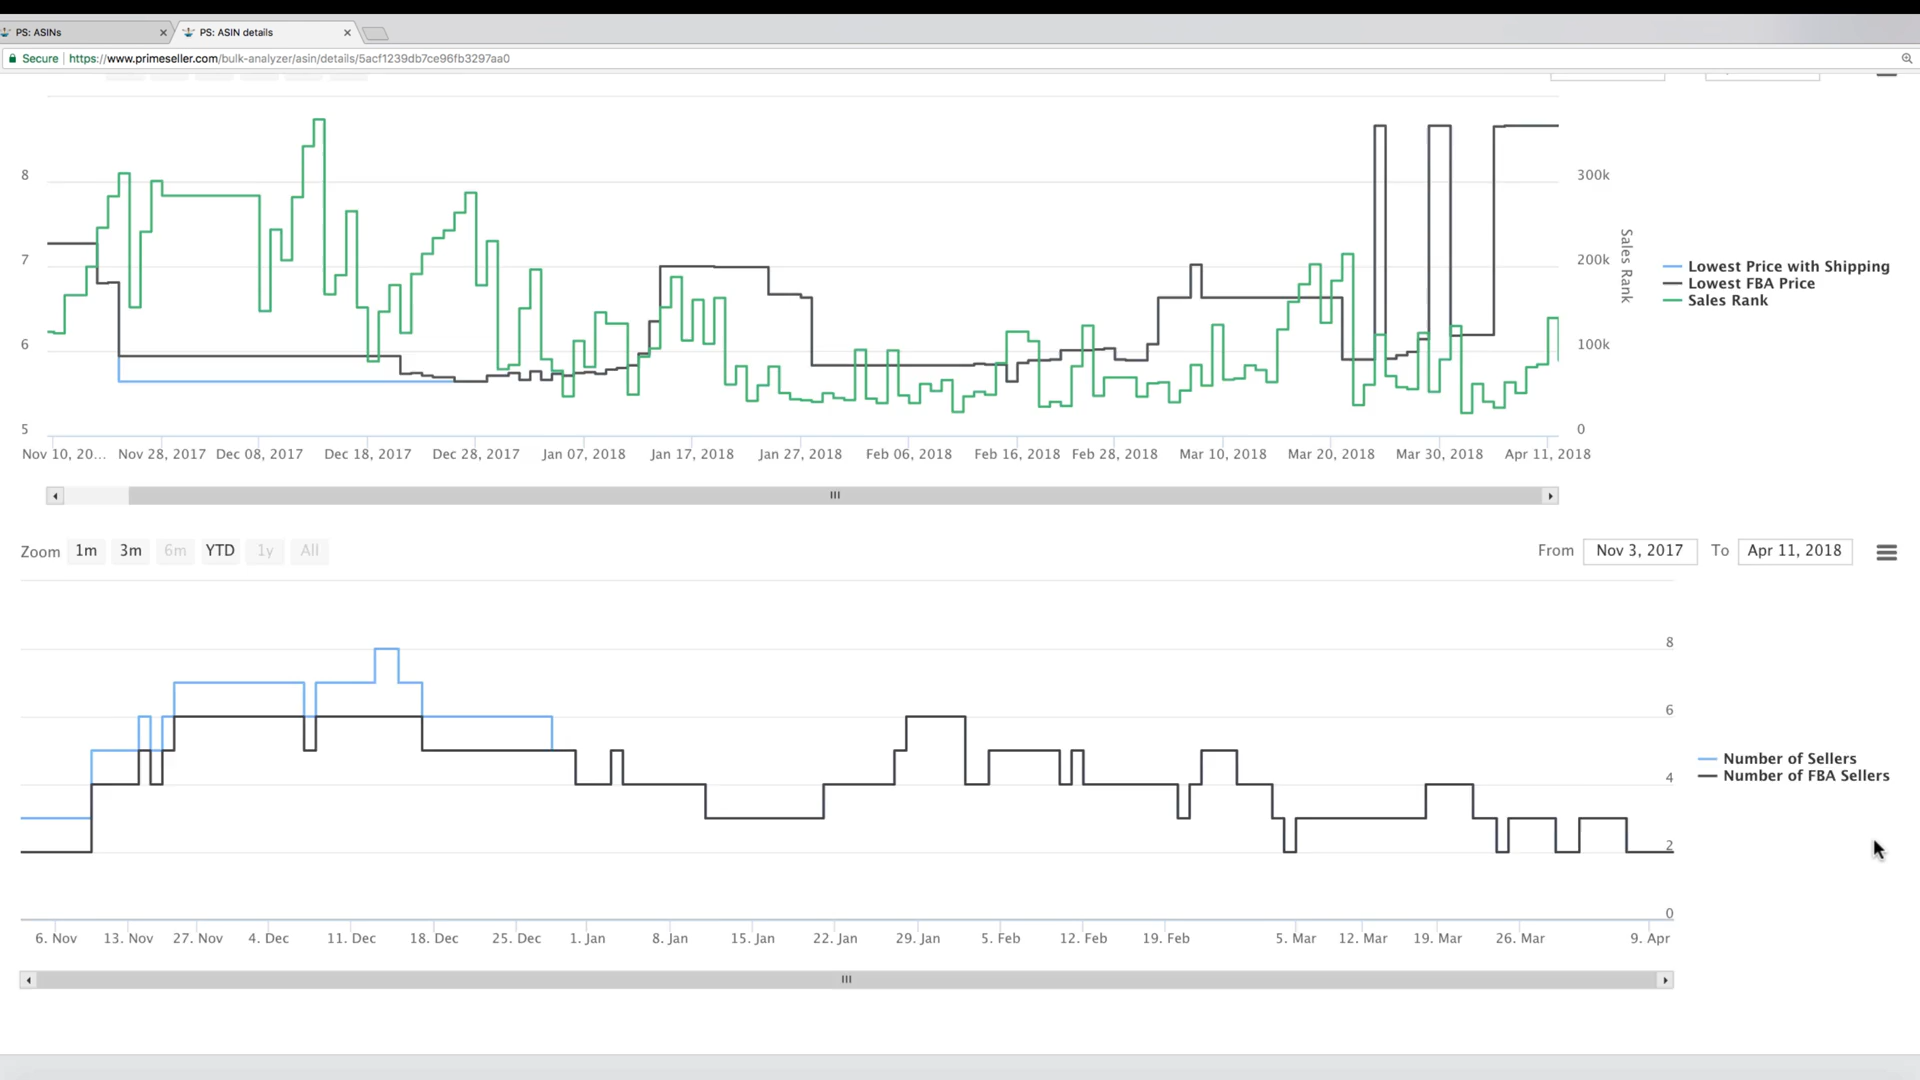 PS: ASINs
PS: ASIN details
Secure https://www.primeseller.com/bulk-analyzer/asin/details/5acf1239db7ce96fb3297aa0
8
7
6
5
300k
200k
100k
0
Sales Rank
Lowest Price with Shipping
Lowest FBA Price
Sales Rank
Nov 10, 20... Nov 28, 2017 Dec 08, 2017 Dec 18, 2017 Dec 28, 2017 Jan 07, 2018 Jan 17, 2018 Jan 27, 2018 Feb 06, 2018 Feb 16, 2018 Feb 28, 2018 Mar 10, 2018 Mar 20, 2018 Mar 30, 2018 Apr 11, 2018
Zoom 1m 3m 6m YTD 1y All From Nov 3, 2017 To Apr 11, 2018
8
6
4
2
0
Number of Sellers
Number of FBA Sellers
6. Nov 13. Nov 27. Nov 4. Dec 11. Dec 18. Dec 25. Dec 1. Jan 8. Jan 15. Jan 22. Jan 29. Jan 5. Feb 12. Feb 19. Feb 5. Mar 12. Mar 19. Mar 26. Mar 9. Apr